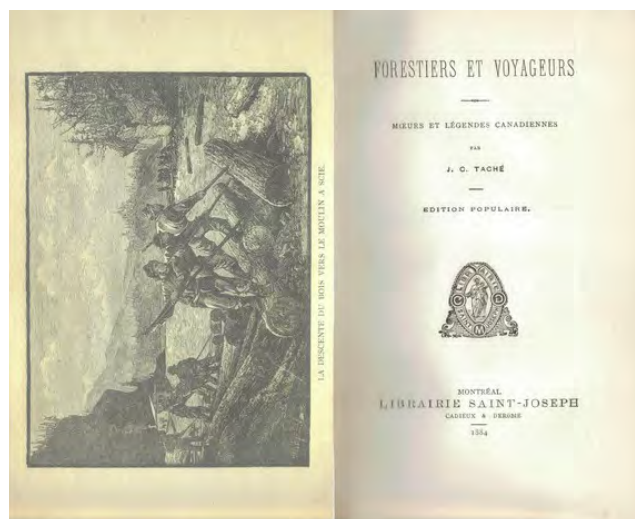 LA DESCENTE DU BOIS VERS LE MOULIN A SCIE.
FORESTIERS ET VOYAGEURS
MŒURS ET LÉGENDES CANADIENNES
PAR
J. C. TACHÉ
EDITION POPULAIRE.
MONTRÉAL
LIBRAIRIE SAINT-JOSEPH
CADIEUX & DEROME
1884